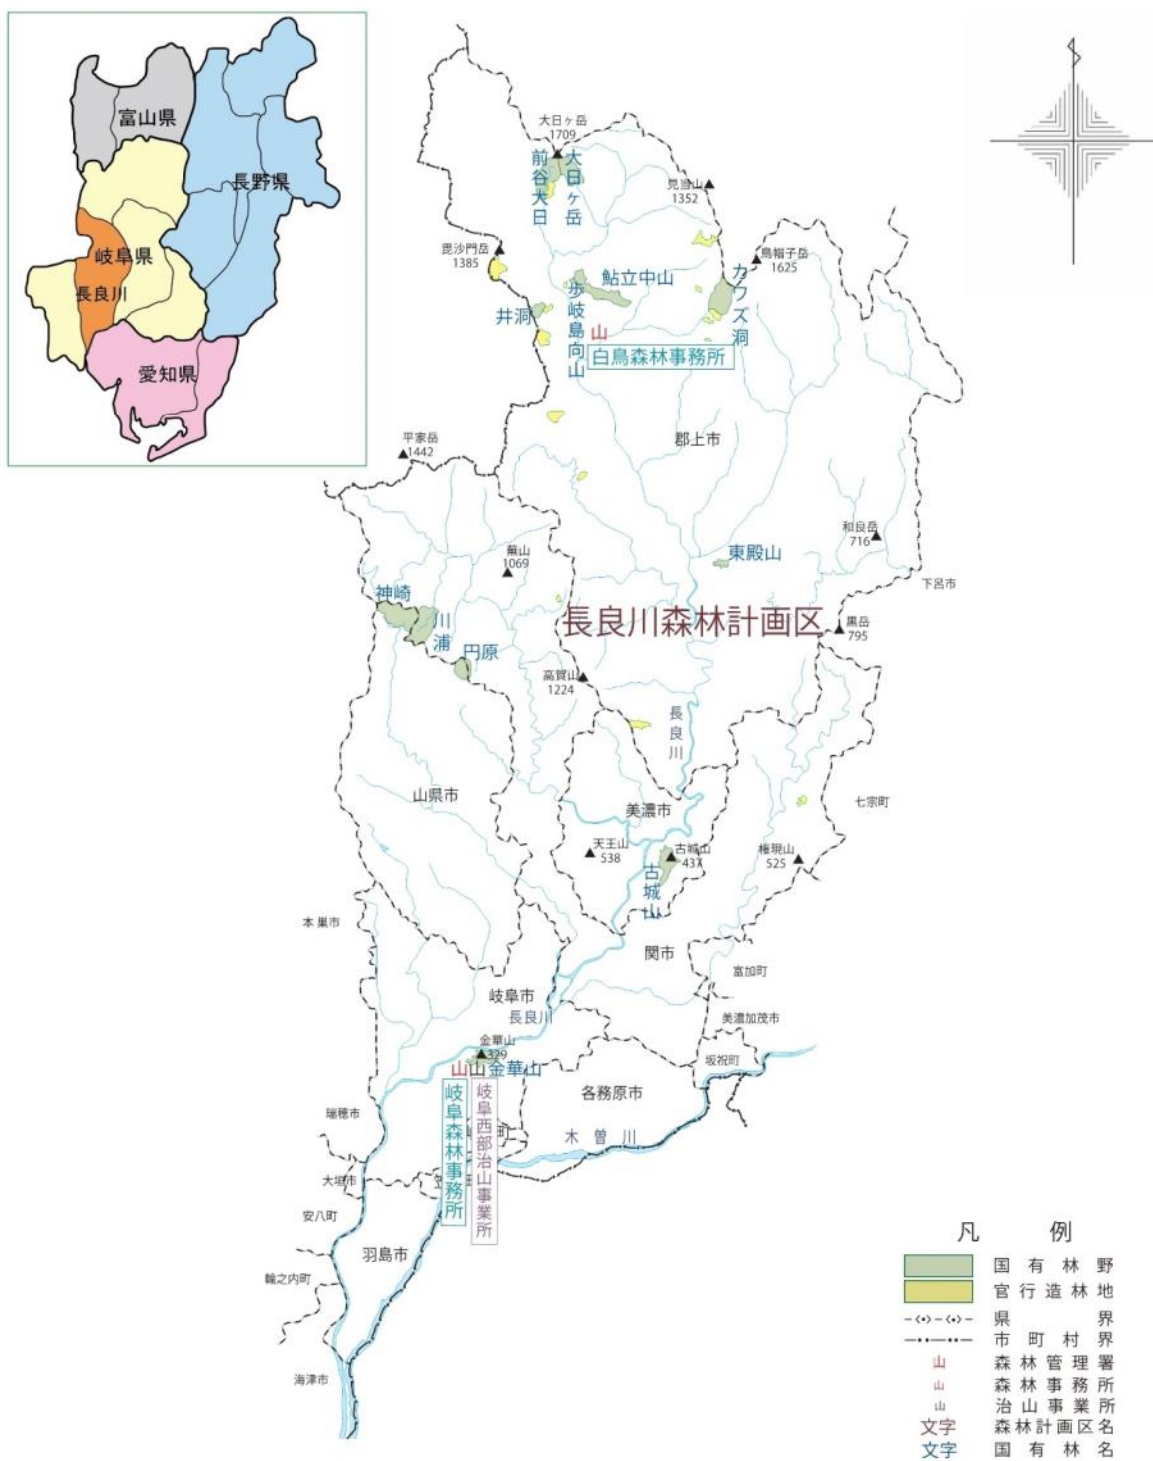 富山県
長野県
岐阜県
長良川
愛知県
大日ヶ岳
1709
前谷大日
大日ヶ岳
見当山
1352
毘沙門岳
1385
烏帽子岳
1625
鮎立中山
カワズ洞
歩岐島向山
井洞
山
白鳥森林事務所
郡上市
平家岳
1442
和良岳
716
東殿山
蕪山
1069
下呂市
神崎
川浦
長良川森林計画区
黒岳
795
円原
高賀山
1224
長良川
山県市
美濃市
七宗町
天王山
538
古城山
437
権現山
525
古城山
本巣市
関市
富加町
岐阜市
長良川
美濃加茂市
金華山
329
坂祝町
山山金華山
岐阜森林事務所
岐阜西部治山事業所
各務原市
瑞穂市
町
木曽川
大垣市
安八町
羽島市
輪之内町
海津市
凡例
国有林野
官行造林地
県界
市町村界
山 森林管理署
山 森林事務所
山 治山事業所
文字 森林計画区名
文字 国有林名